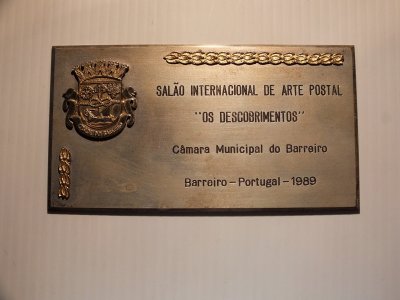 SALÃO INTERNACIONAL DE ARTE POSTAL
"OS DESCOBRIMENTOS"
Câmara Municipal do Barreiro
Barreiro - Portugal - 1989